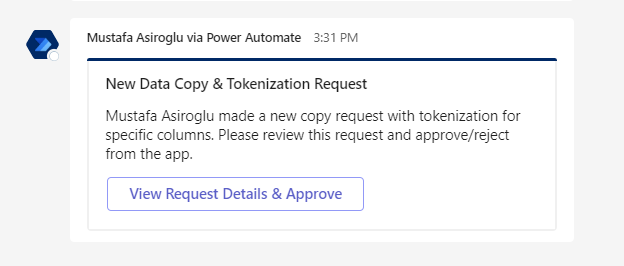 Mustafa Asiroglu via Power Automate 3:31 PM
New Data Copy & Tokenization Request
Mustafa Asiroglu made a new copy request with tokenization for
specific columns. Please review this request and approve/reject
from the app.
View Request Details & Approve